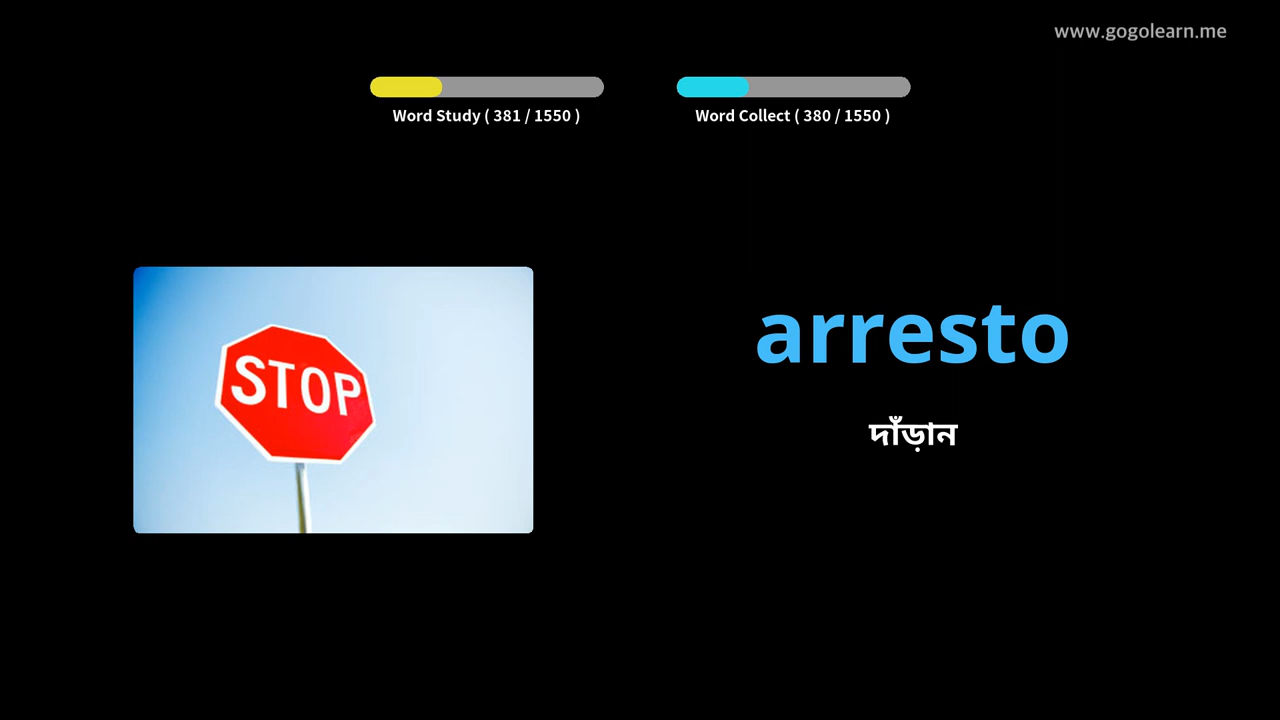 www.gogolearn.me
Word Study ( 381 / 1550 )
Word Collect ( 380 / 1550 )
STOP
arresto
দাঁড়ান